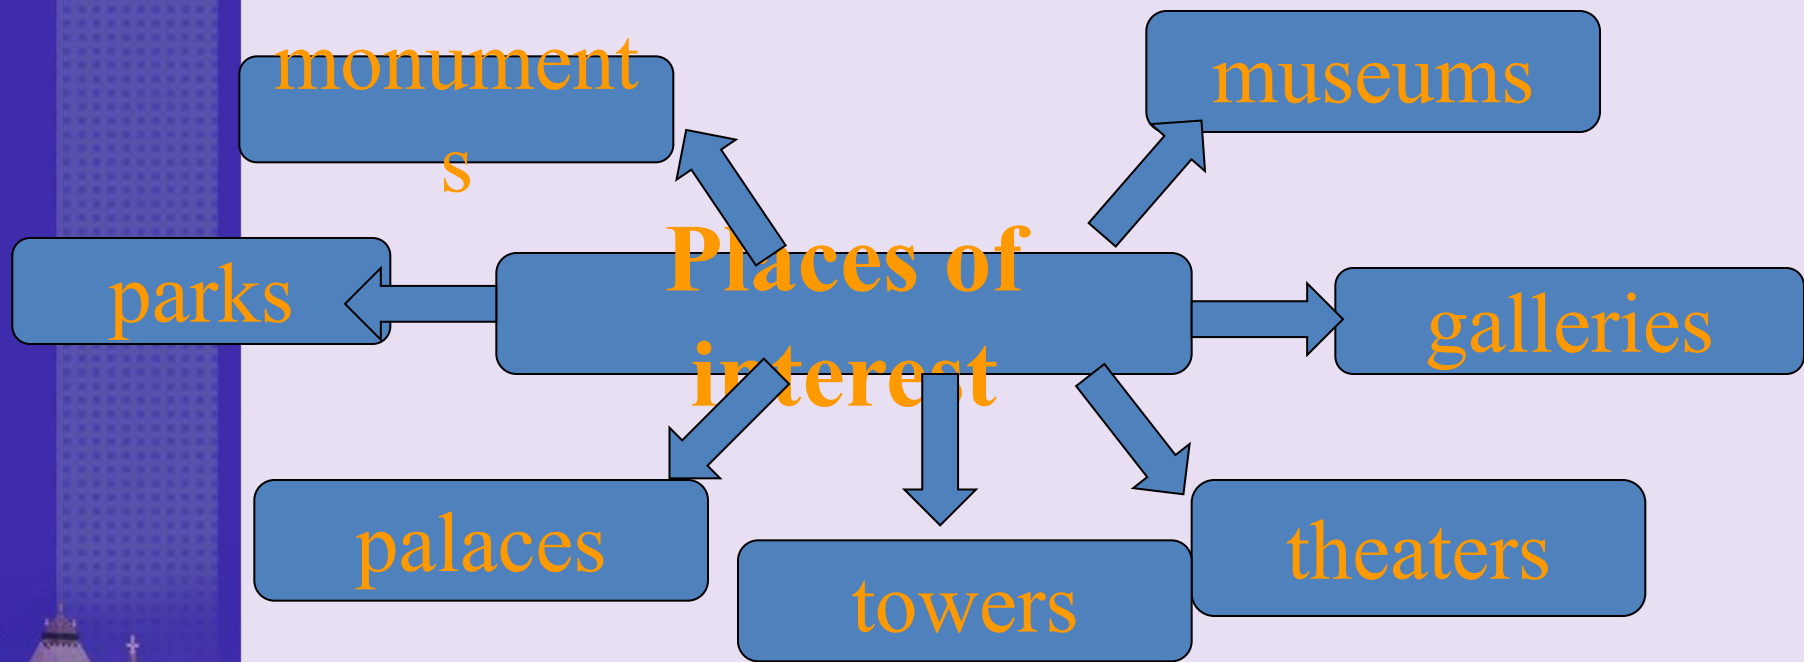 monument
s
museums
Places of
interest
parks
galleries
palaces
towers
theaters